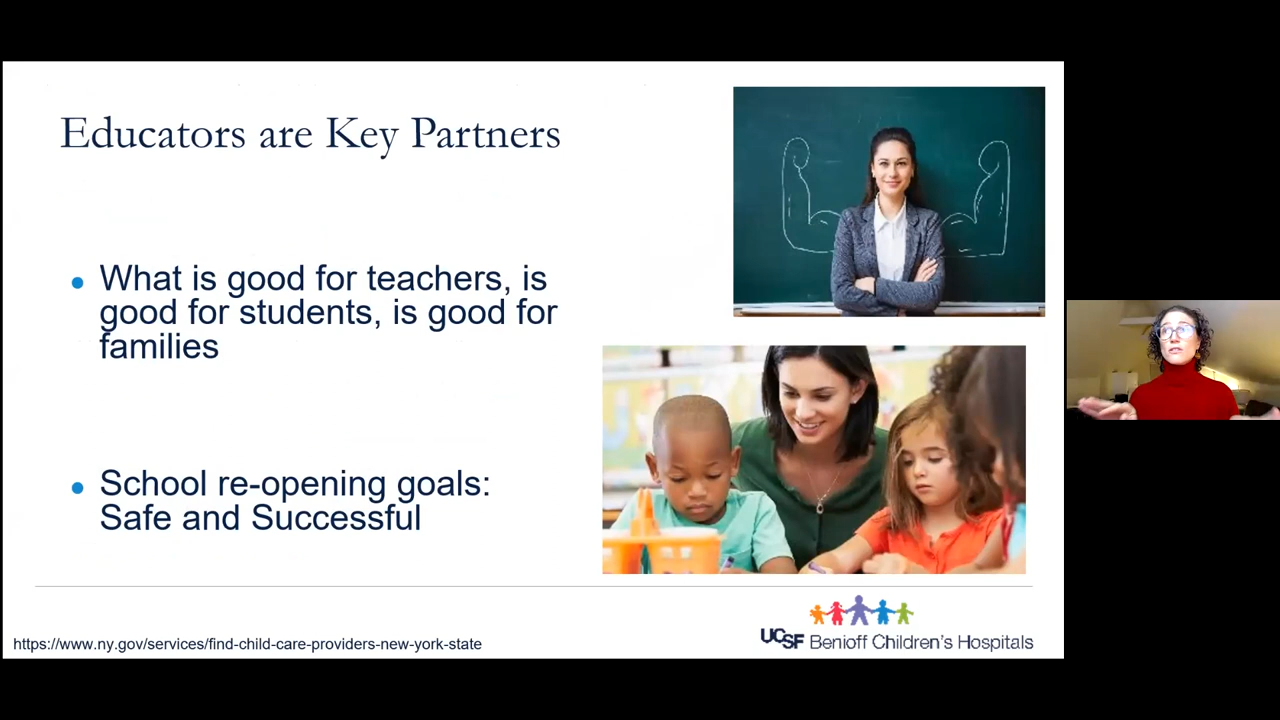 Educators are Key Partners
• What is good for teachers, is
good for students, is good for
families
• School re-opening goals:
Safe and Successful
https://www.ny.gov/services/find-child-care-providers-new-york-state
UCSF Benioff Children's Hospitals